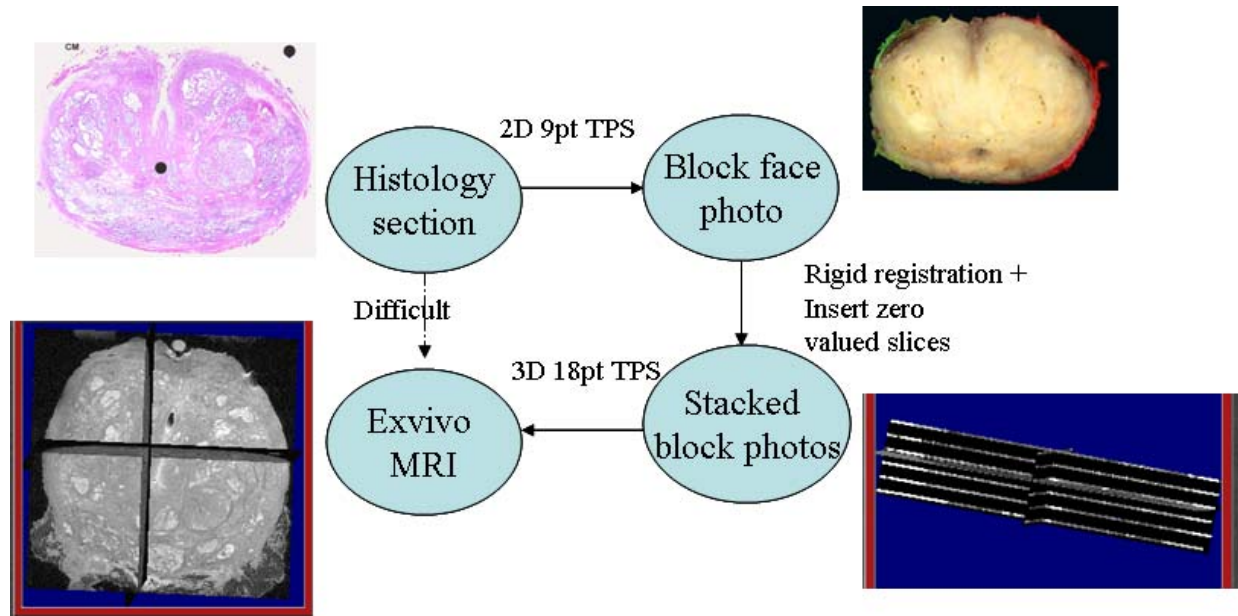 CM
2D 9pt TPS
Histology
section
Block face
photo
Difficult
Rigid registration +
Insert zero
valued slices
3D 18pt TPS
Exvivo
MRI
Stacked
block photos